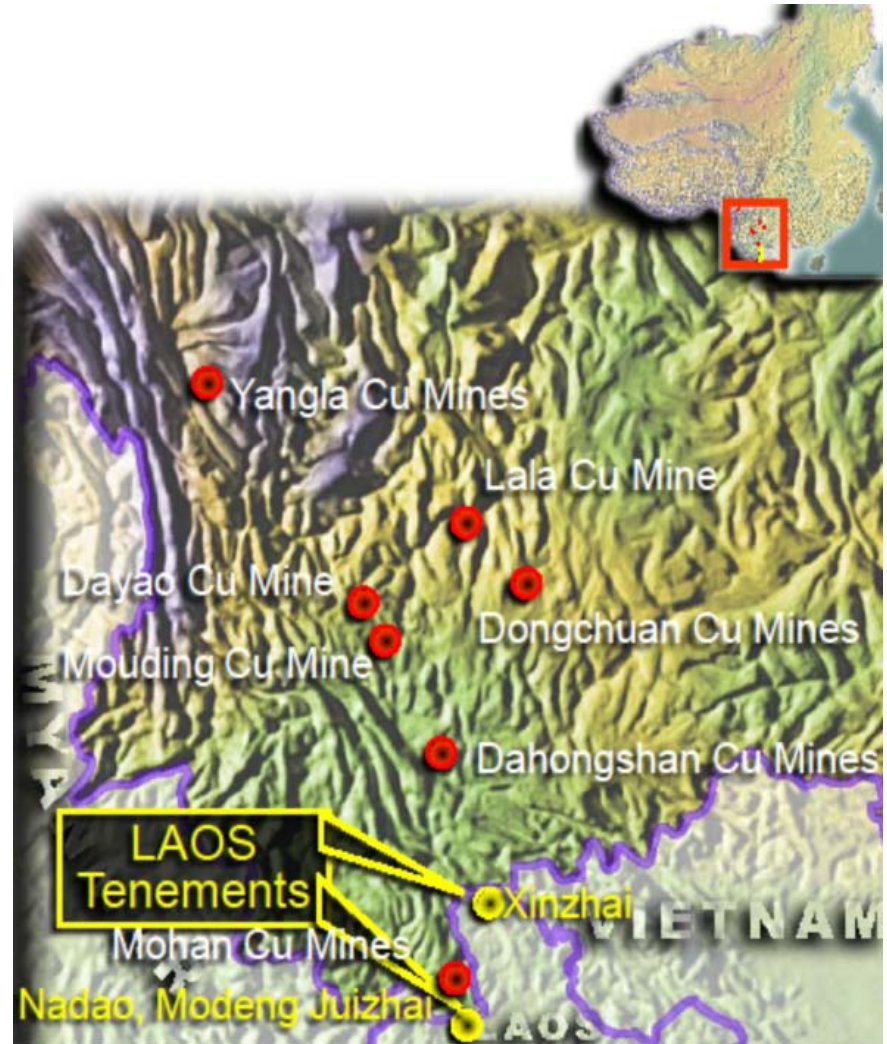 Yangla Cu Mines
Lala Cu Mine
Dayao Cu Mine
Dongchuan Cu Mines
Mouding Cu Mine
MYA
Dahongshan Cu Mines
LAOS
Tenements
Xinzhai
VIETNAM
Mohan Cu Mines
Nadao, Modeng Juizhai
LAOS